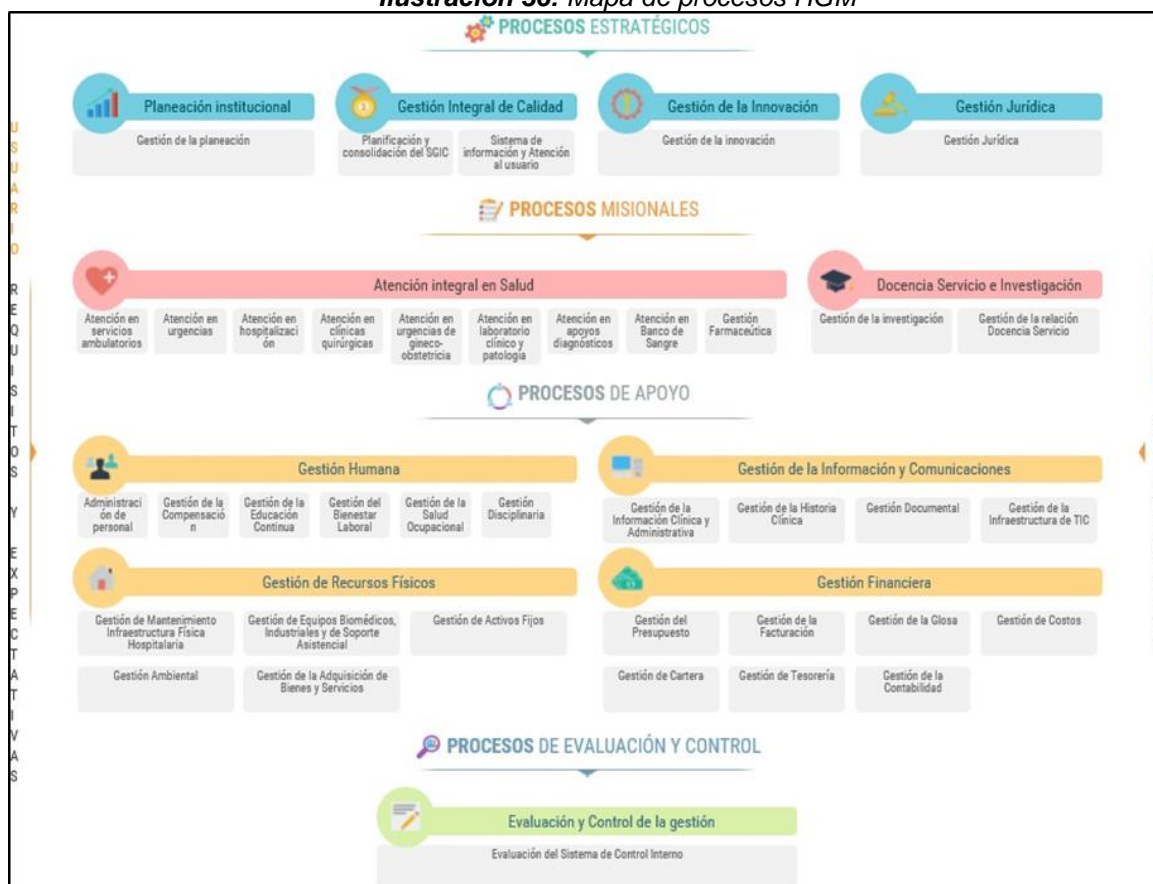 Ilustración 36: Mapa de procesos HGM
PROCESOS ESTRATÉGICOS
Planeación institucional
Gestión de la planeación
Gestión Integral de Calidad
Planificación y
consolidación del SGIC
Sistema de
información y Atención
al usuario
Gestión de la Innovación
Gestión de la innovación
Gestión Jurídica
Gestión Jurídica
USUARIO REQUISITOS Y EXPECTATIVAS
PROCESOS MISIONALES
Atención integral en Salud
Atención en
servicios
ambulatorios
Atención en
urgencias
Atención en
hospitalizaci
ón
Atención en
clínicas
quirúrgicas
Atención en
urgencias de
gineco-
obstetricia
Atención en
laboratorio
clínico y
patología
Atención en
apoyos
diagnósticos
Atención en
Banco de
Sangre
Gestión
Farmaceútica
Docencia Servicio e Investigación
Gestión de la investigación
Gestión de la relación
Docencia Servicio
PROCESOS DE APOYO
Gestión Humana
Administraci
ón de
personal
Gestión de la
Compensació
n
Gestión de la
Educación
Continua
Gestión del
Bienestar
Laboral
Gestión de la
Salud
Ocupacional
Gestión
Disciplinaria
Gestión de la Información y Comunicaciones
Gestión de la
Información Clínica y
Administrativa
Gestión de la Historia
Clínica
Gestión Documental
Gestión de la
Infraestructura de TIC
Gestión de Recursos Físicos
Gestión de Mantenimiento
Infraestructura Física
Hospitalaria
Gestión de Equipos Biomédicos,
Industriales y de Soporte
Asistencial
Gestión de Activos Fijos
Gestión Ambiental
Gestión de la Adquisición de
Bienes y Servicios
Gestión Financiera
Gestión del
Presupuesto
Gestión de la
Facturación
Gestión de la Glosa
Gestión de Costos
Gestión de Cartera
Gestión de Tesorería
Gestión de la
Contabilidad
PROCESOS DE EVALUACIÓN Y CONTROL
Evaluación y Control de la gestión
Evaluación del Sistema de Control Interno